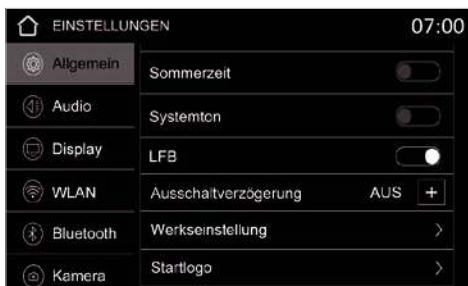 EINSTELLUNGEN 07:00
Allgemein
Sommerzeit
Audio
Systemton
Display
LFB
WLAN
Ausschaltverzögerung AUS +
Bluetooth
Werkseinstellung
Kamera
Startlogo